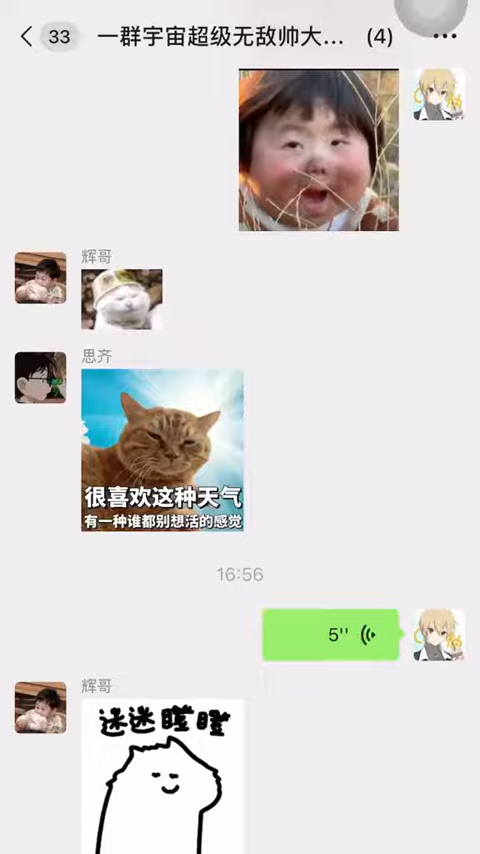 33
一群宇宙超级无敌帅大... (4)
辉哥
思齐
很喜欢这种天气
有一种谁都别想活的感觉
16:56
5''
辉哥
迷迷瞪瞪